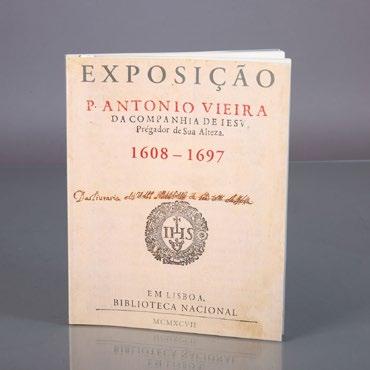 EXPOSIÇÃO
P. ANTONIO VIEIRA
DA COMPANHIA DE IESV,
Prégador de Sua Alteza.
1608 – 1697
IHS
EM LISBOA.
BIBLIOTECA NACIONAL
MCMXCVII